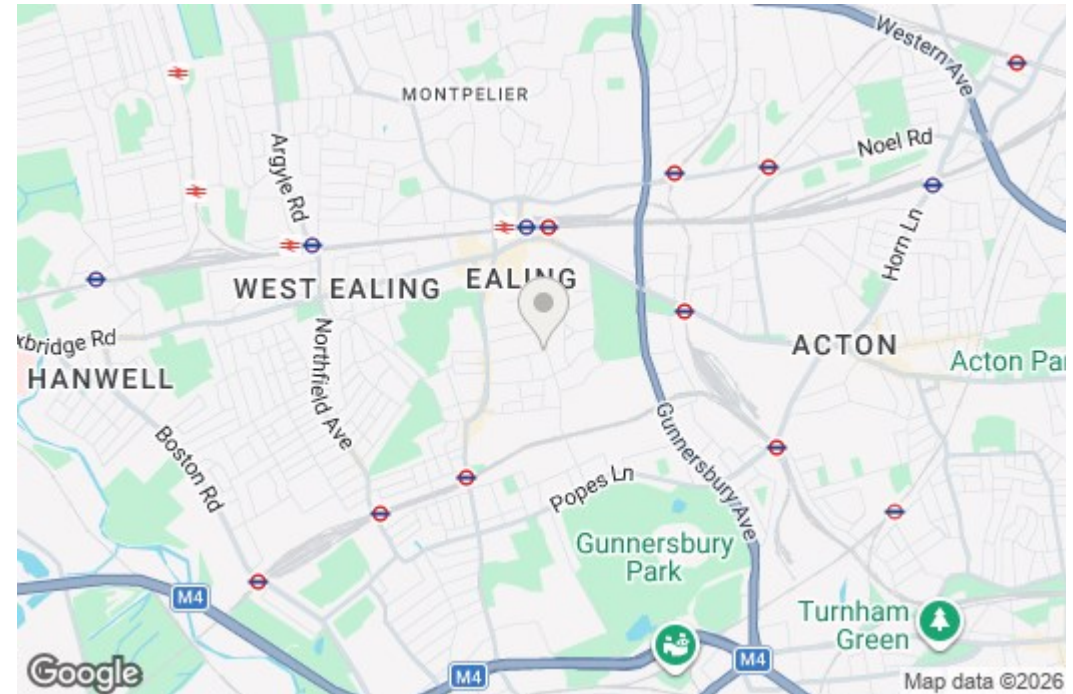 Western Ave
MONTPELIER
Noel Rd
Argyle Rd
Horn Ln
WEST EALING
EALING
xbridge Rd
Northfield Ave
ACTON
Acton Par
HANWELL
Gunnersbury Ave
Boston Rd
Popes Ln
Gunnersbury
Park
M4
Turnham
Green
M4
M4
Google
Map data ©2026